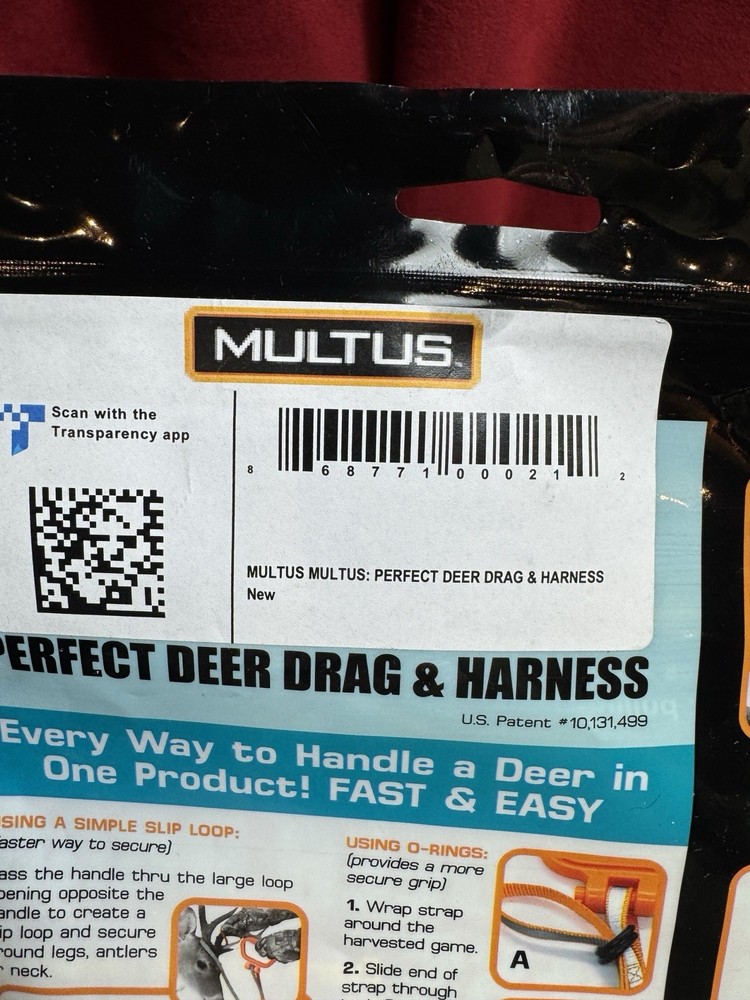 MULTUS
Scan with the
Transparency app
8 68771 00021 2
MULTUS MULTUS: PERFECT DEER DRAG & HARNESS
New
PERFECT DEER DRAG & HARNESS
U.S. Patent #10,131,499
Every Way to Handle a Deer in
One Product! FAST & EASY
SING A SIMPLE SLIP LOOP:
aster way to secure)
ass the handle thru the large loop
pening opposite the
andle to create a
ip loop and secure
round legs, antlers
r neck.
USING O-RINGS:
(provides a more
secure grip)
1. Wrap strap
around the
harvested game.
2. Slide end of
strap through
A